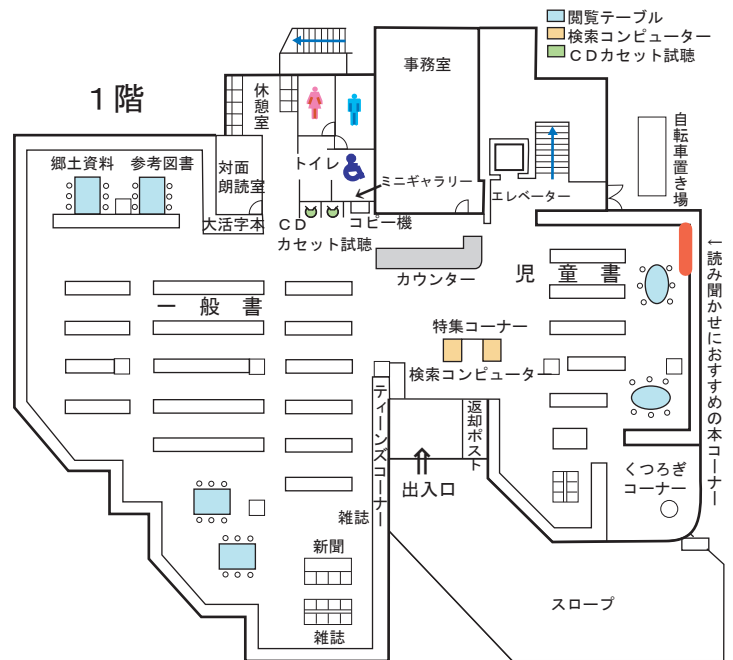 閲覧テーブル
検索コンピューター
ＣＤカセット試聴
１階
事務室
休憩室
自転車置き場
郷土資料
参考図書
対面
朗読室
トイレ
ミニギャラリー
エレベーター
大活字本
ＣＤ
カセット試聴
コピー機
カウンター
児童書
←読み聞かせにおすすめの本コーナー
一般書
特集コーナー
検索コンピューター
ティーンズコーナー
返却ポスト
出入口
くつろぎ
コーナー
雑誌
新聞
雑誌
スロープ